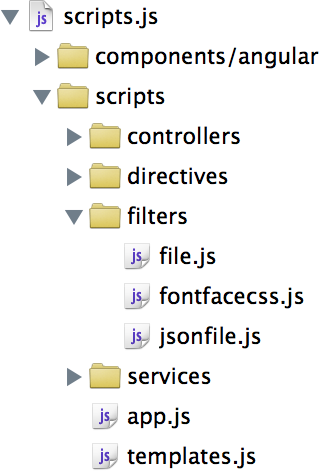 js scripts.js
components/angular
scripts
controllers
directives
filters
js file.js
js fontfacecss.js
js jsonfile.js
services
js app.js
js templates.js